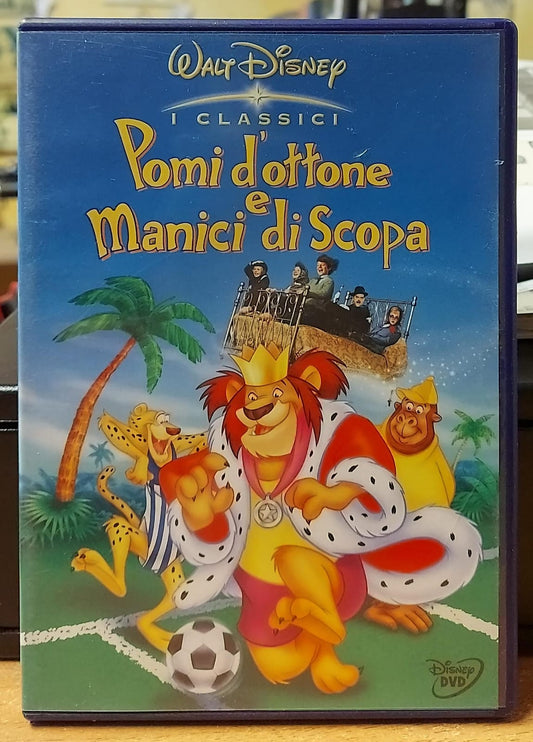 WALT DISNEY
I CLASSICI
Pomi d'ottone
e
Manici di Scopa
DISNEY
DVD